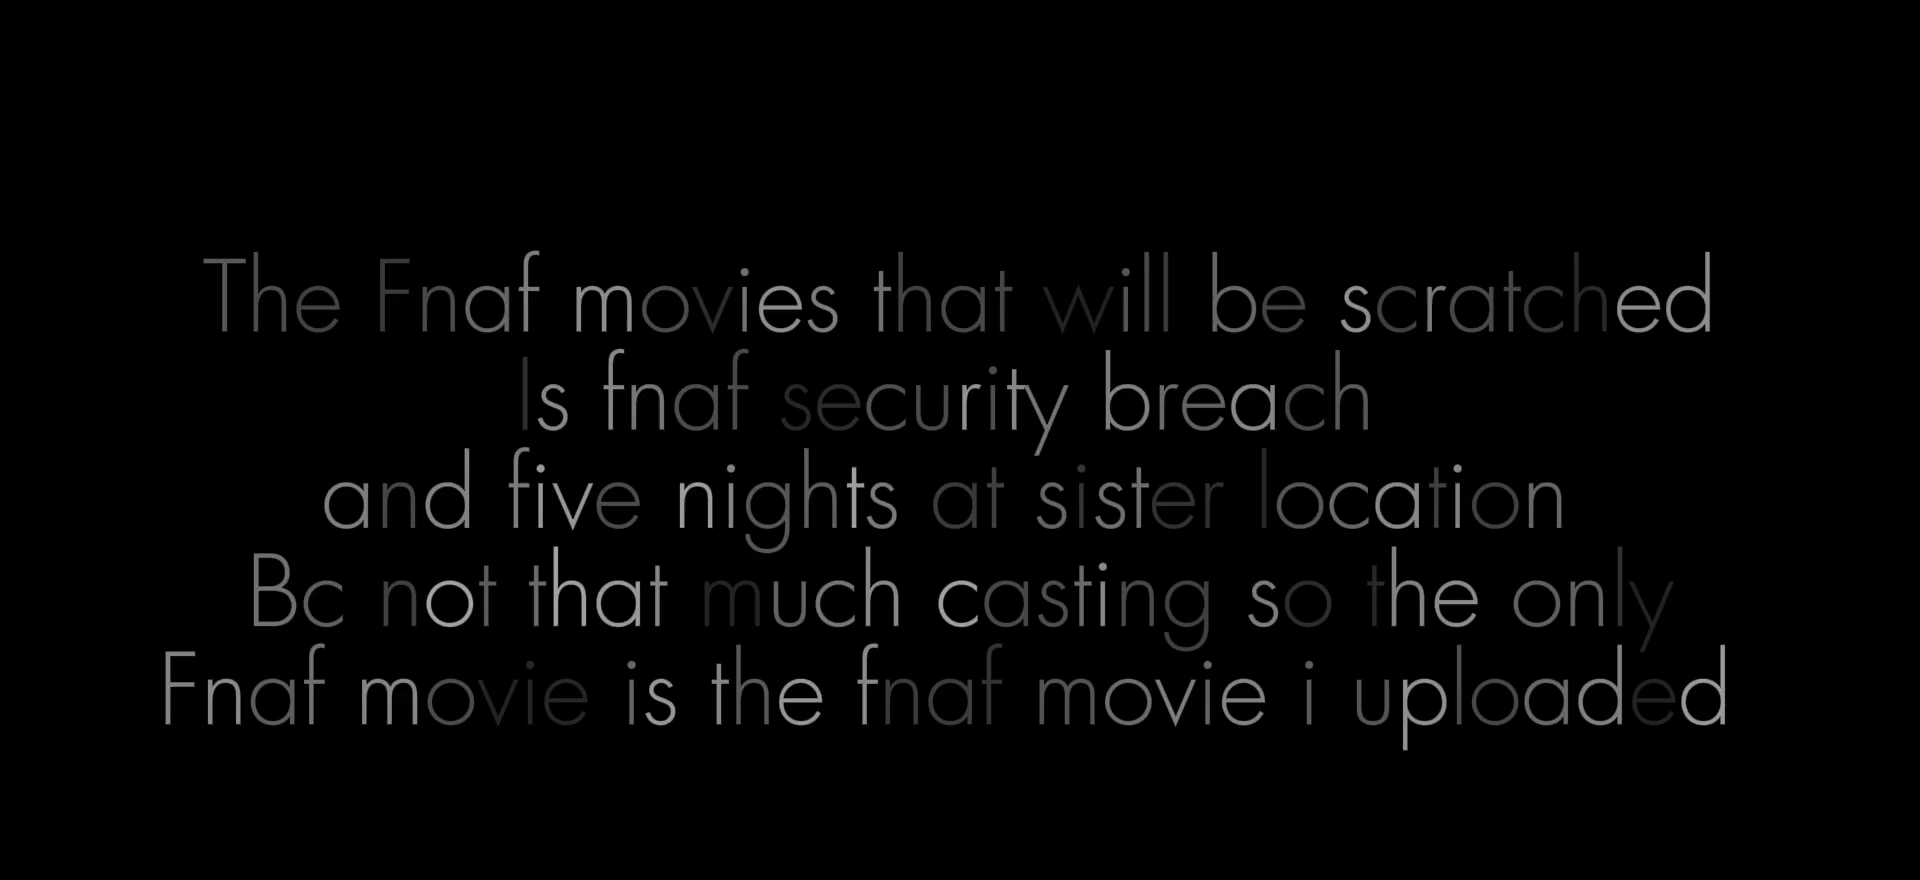 The Fnaf movies that will be scratched
Is fnaf security breach
and five nights at sister location
Bc not that much casting so the only
Fnaf movie is the fnaf movie i uploaded